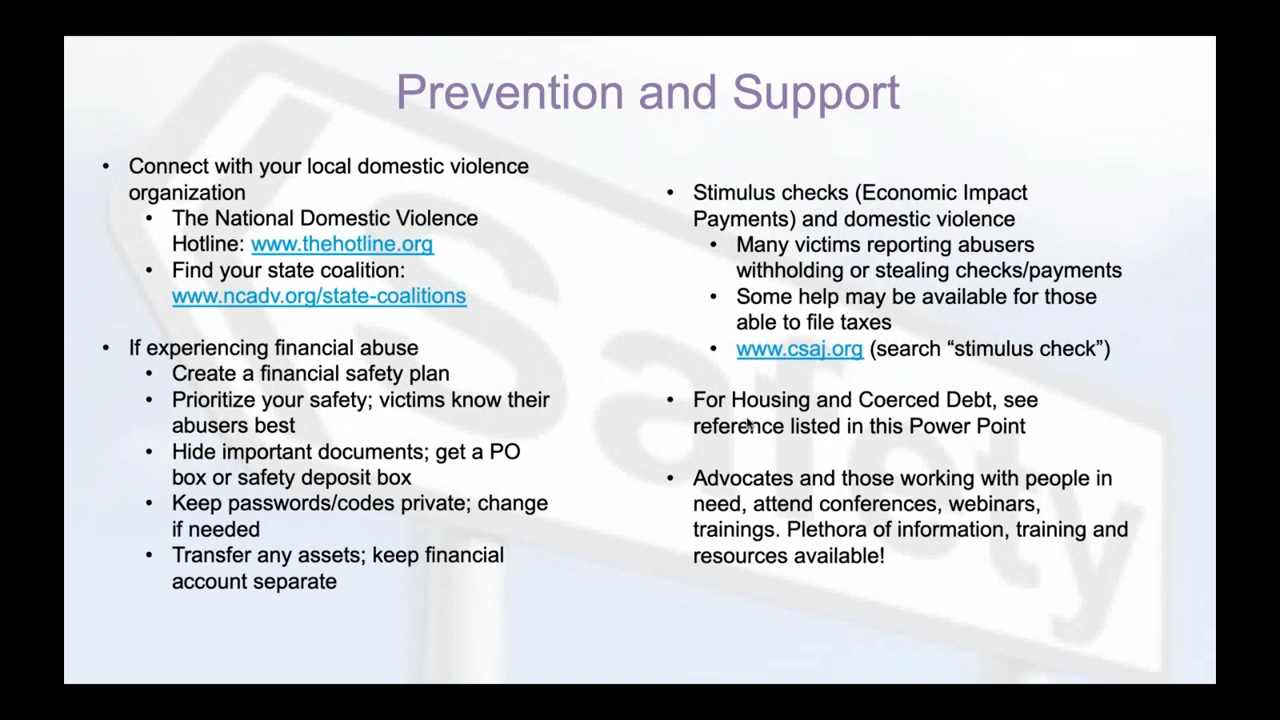 Prevention and Support
• Connect with your local domestic violence
organization
• The National Domestic Violence
Hotline: www.thehotline.org
• Find your state coalition:
www.ncadv.org/state-coalitions
• If experiencing financial abuse
• Create a financial safety plan
• Prioritize your safety; victims know their
abusers best
• Hide important documents; get a PO
box or safety deposit box
• Keep passwords/codes private; change
if needed
• Transfer any assets; keep financial
account separate
• Stimulus checks (Economic Impact
Payments) and domestic violence
• Many victims reporting abusers
withholding or stealing checks/payments
• Some help may be available for those
able to file taxes
• www.csaj.org (search “stimulus check”)
• For Housing and Coerced Debt, see
reference listed in this Power Point
• Advocates and those working with people in
need, attend conferences, webinars,
trainings. Plethora of information, training and
resources available!
Safety